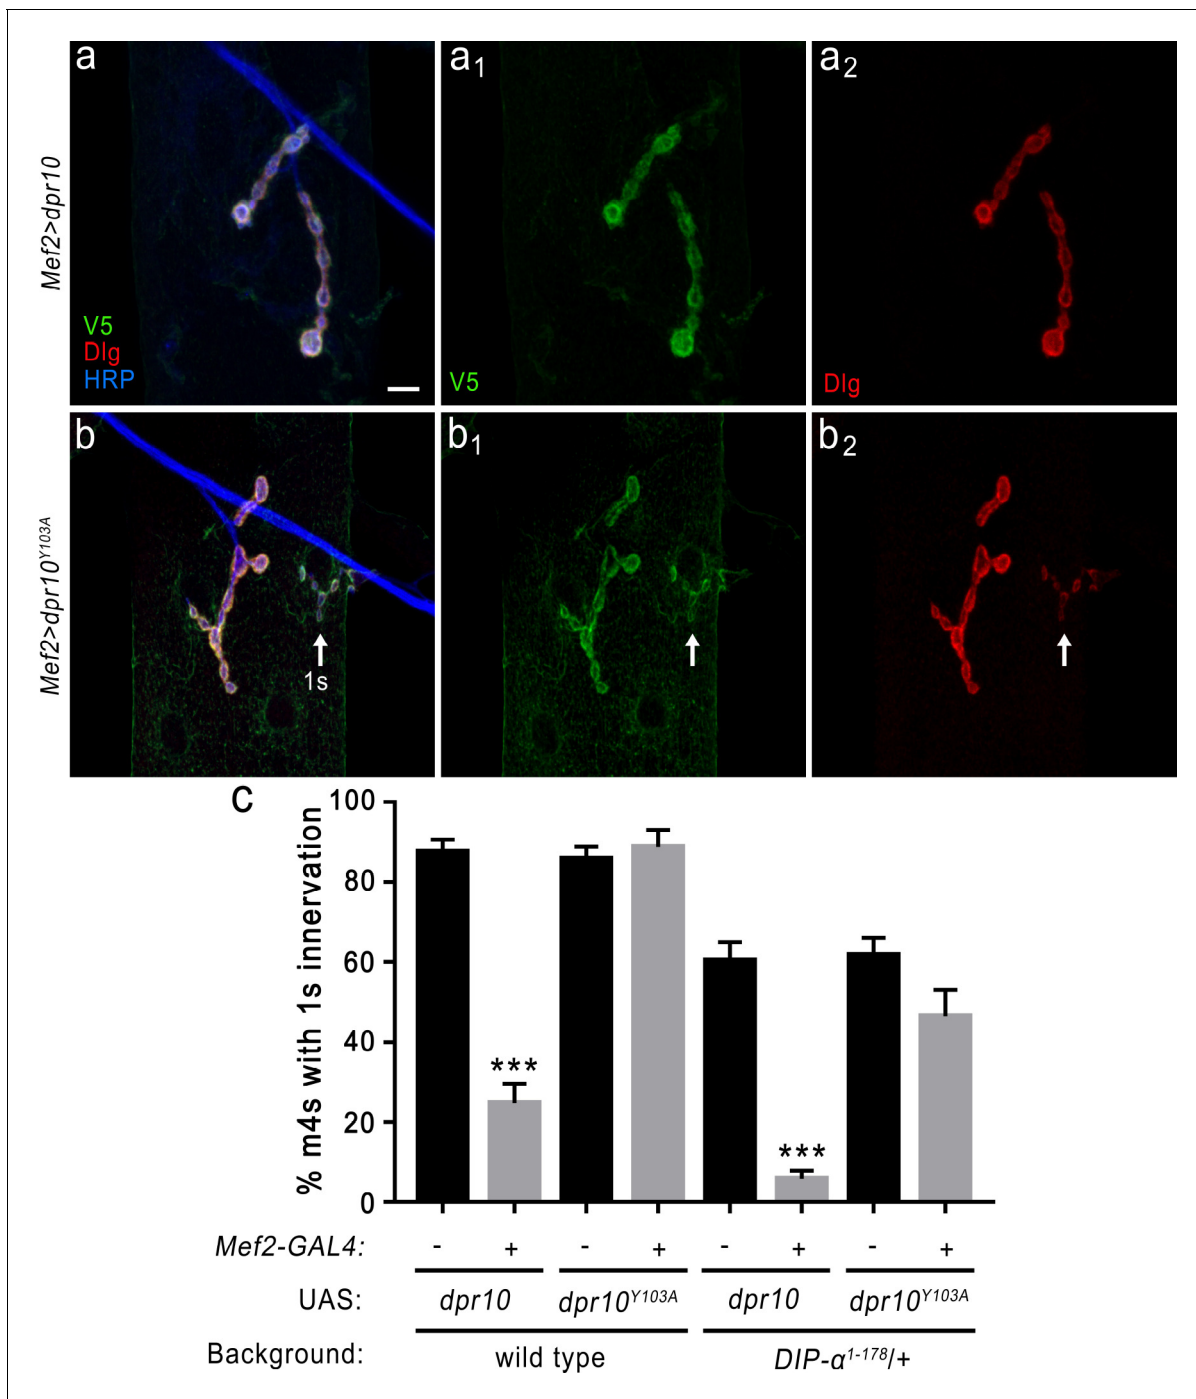 a
a1
a2
Mef2>dpr10
V5
Dlg
HRP
V5
Dlg
b
b1
b2
Mef2>dpr10Y103A
1s
c
% m4s with 1s innervation
100
80
60
40
20
0
***
***
Mef2-GAL4: - + - + - + - +
UAS: dpr10 dpr10Y103A dpr10 dpr10Y103A
Background: wild type DIP-α1-178/+